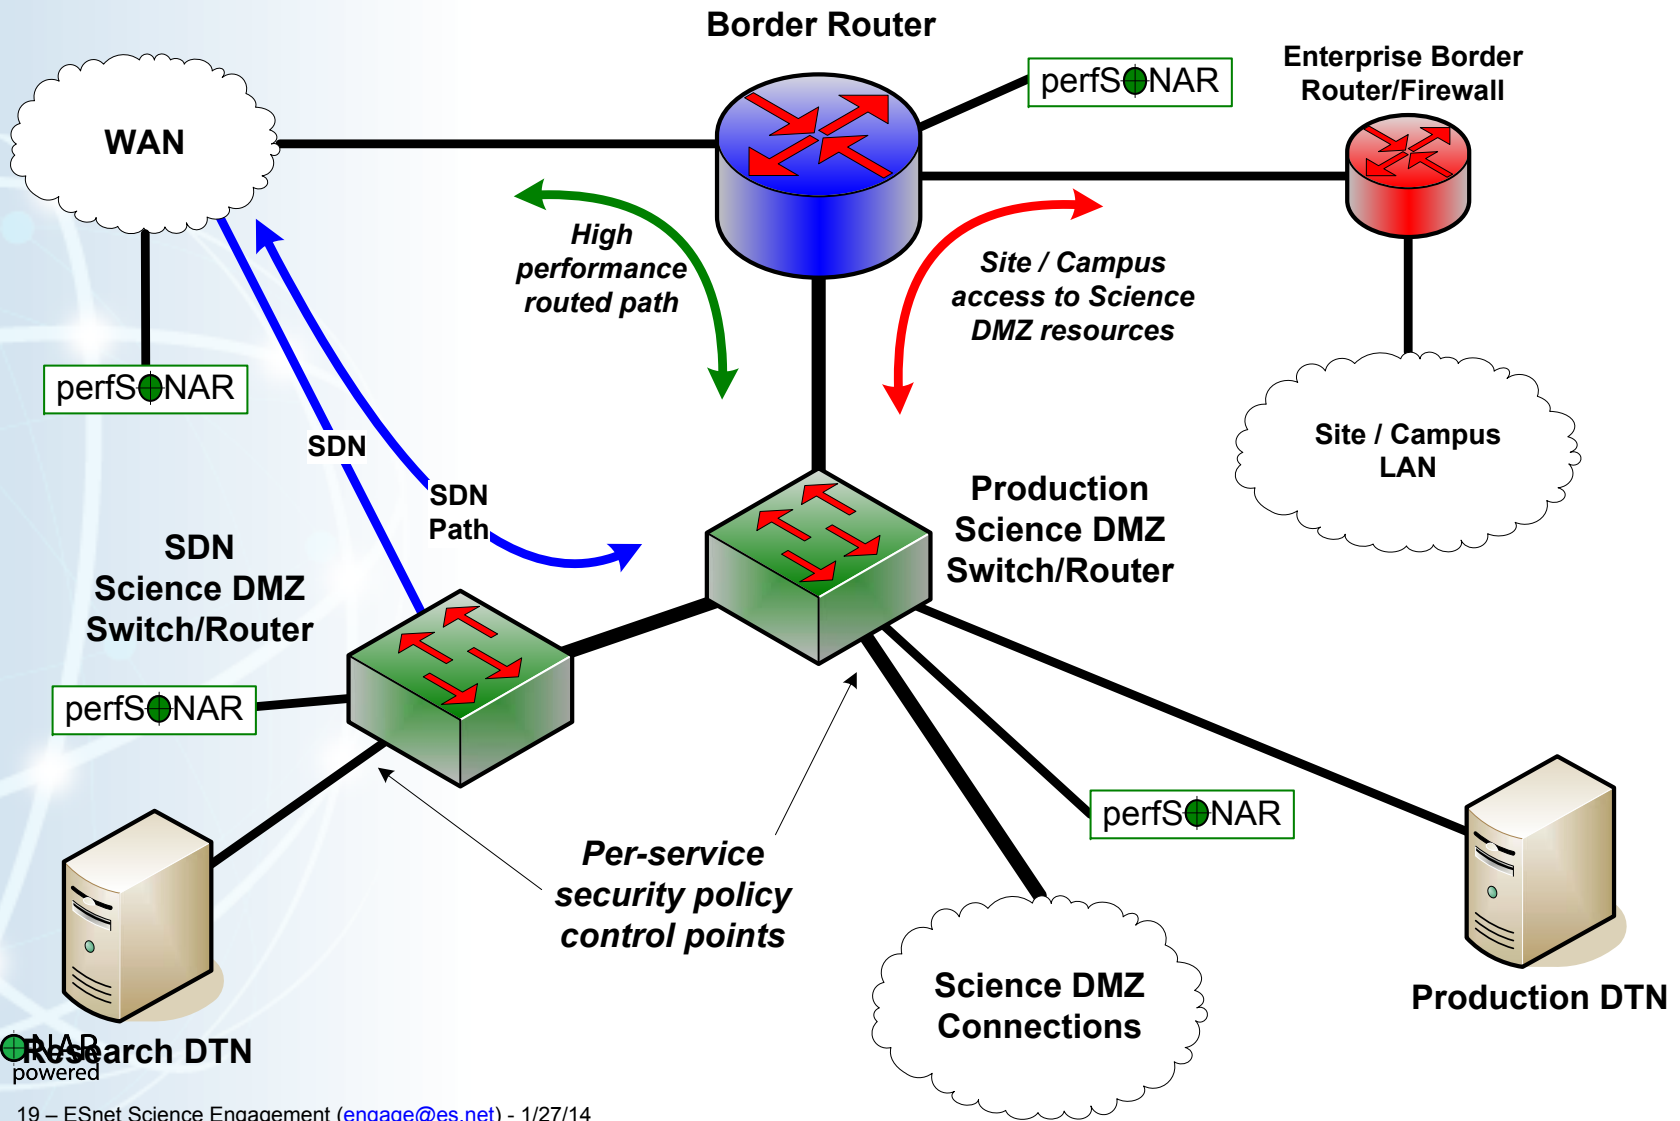 Border Router
Enterprise Border
Router/Firewall
perfSONAR
WAN
High
performance
routed path
Site / Campus
access to Science
DMZ resources
perfSONAR
SDN
SDN
Path
Site / Campus
LAN
Production
Science DMZ
Switch/Router
SDN
Science DMZ
Switch/Router
perfSONAR
perfSONAR
Per-service
security policy
control points
Science DMZ
Connections
Production DTN
Research DTN
ONAR
powered
19 – ESnet Science Engagement (engage@es.net) - 1/27/14